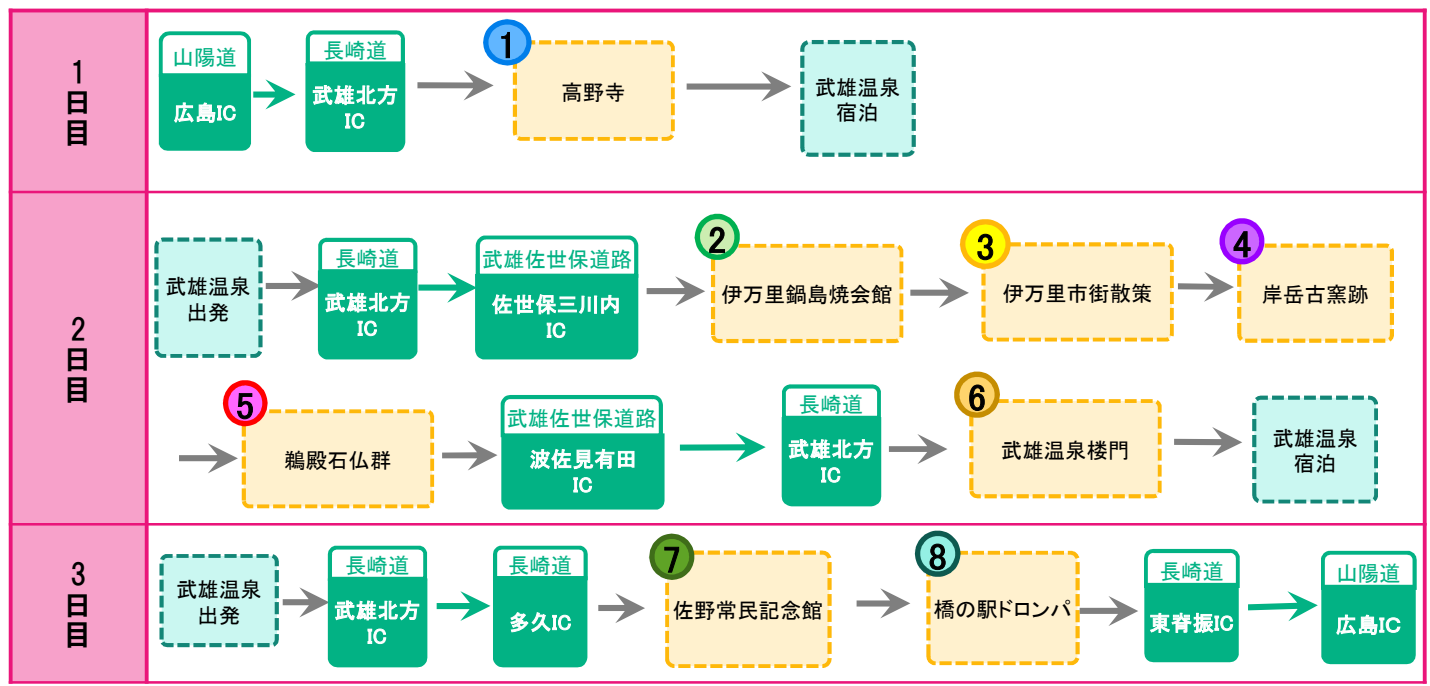 1
日
目
山陽道
広島IC
長崎道
武雄北方
IC
1
高野寺
武雄温泉
宿泊
2
日
目
武雄温泉
出発
長崎道
武雄北方
IC
武雄佐世保道路
佐世保三川内
IC
2
伊万里鍋島焼会館
3
伊万里市街散策
4
岸岳古窯跡
5
鵜殿石仏群
武雄佐世保道路
波佐見有田
IC
長崎道
武雄北方
IC
6
武雄温泉楼門
武雄温泉
宿泊
3
日
目
武雄温泉
出発
長崎道
武雄北方
IC
長崎道
多久IC
7
佐野常民記念館
8
橋の駅ドロンパ
長崎道
東脊振IC
山陽道
広島IC